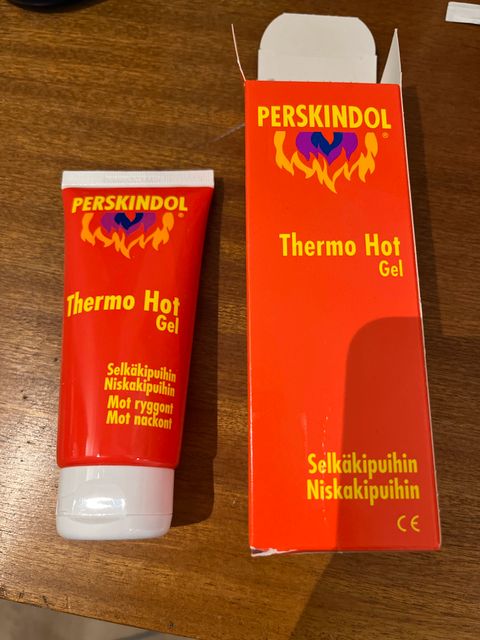 PERSKINDOL
®
Thermo Hot
Gel
Selkäkipuihin
Niskakipuihin
Mot ryggont
Mot nackont
PERSKINDOL
®
Thermo Hot
Gel
Selkäkipuihin
Niskakipuihin
CE